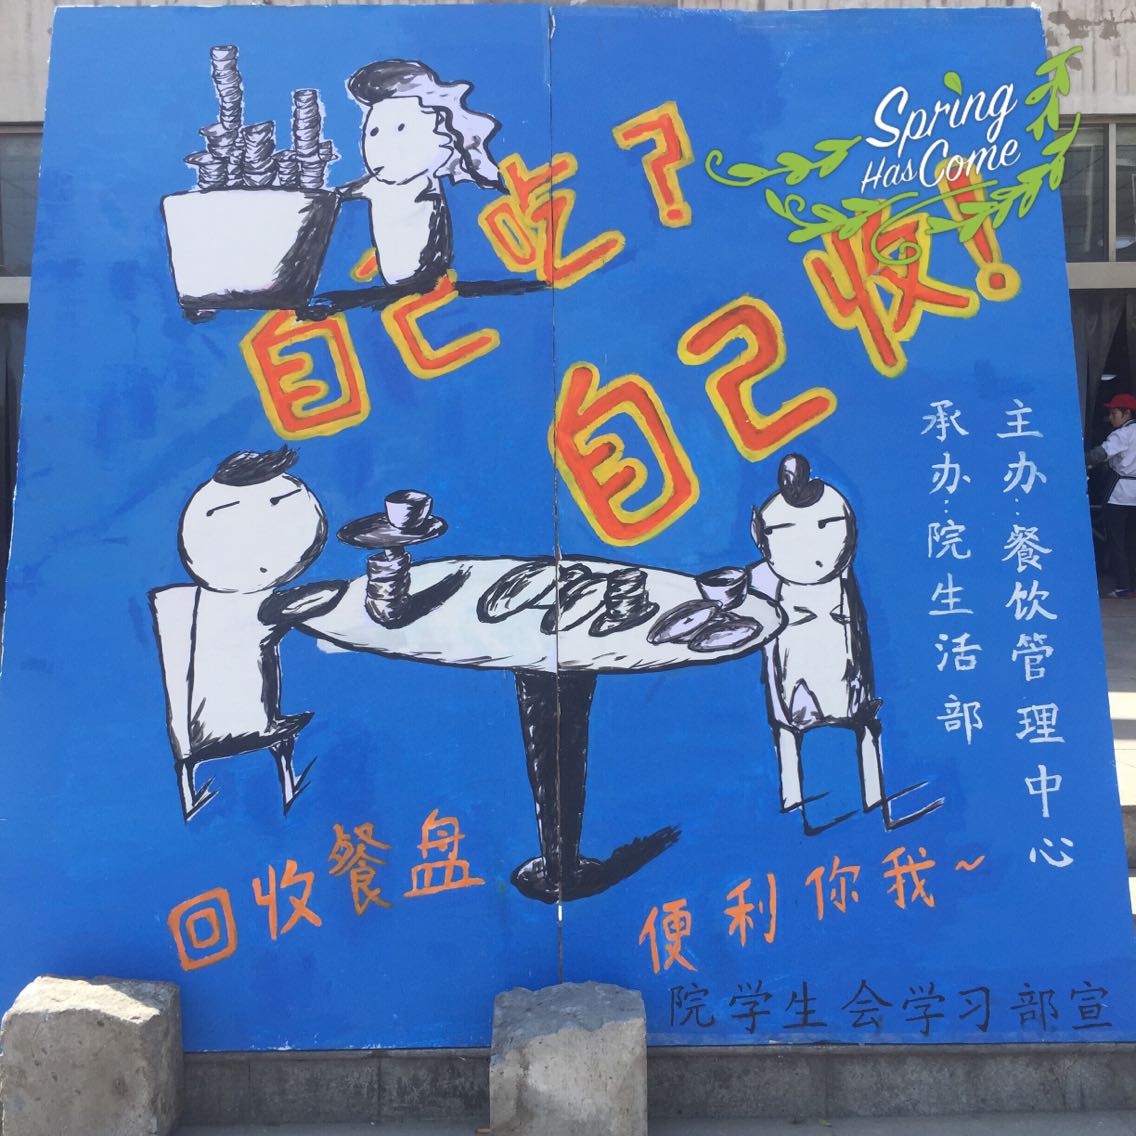 Spring
Has Come
自己吃?
自己收!
主办:餐饮管理中心
承办:院生活部
回收餐盘
便利你我~
院学生会学习部宣